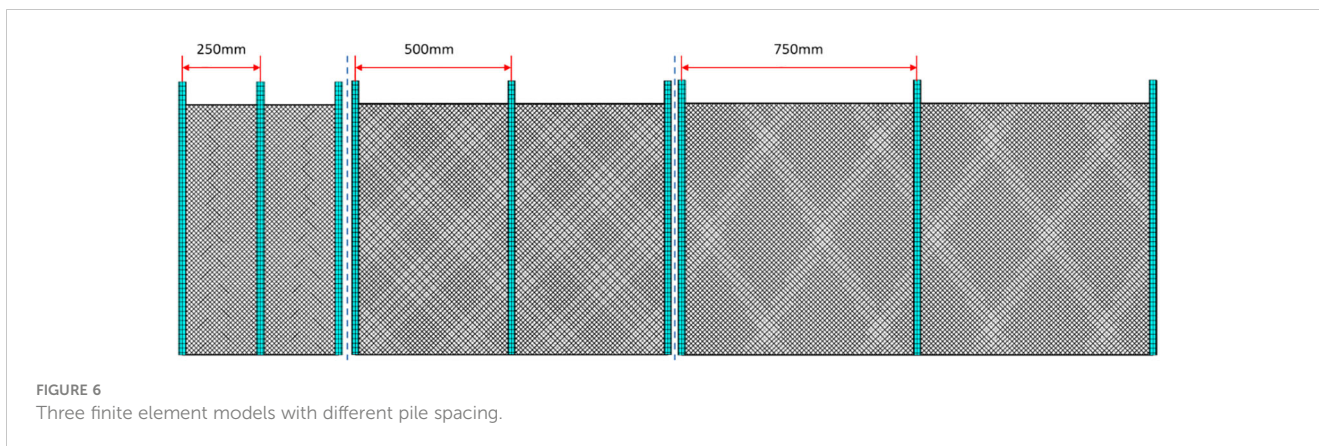 250mm
500mm
750mm
FIGURE 6
Three finite element models with different pile spacing.